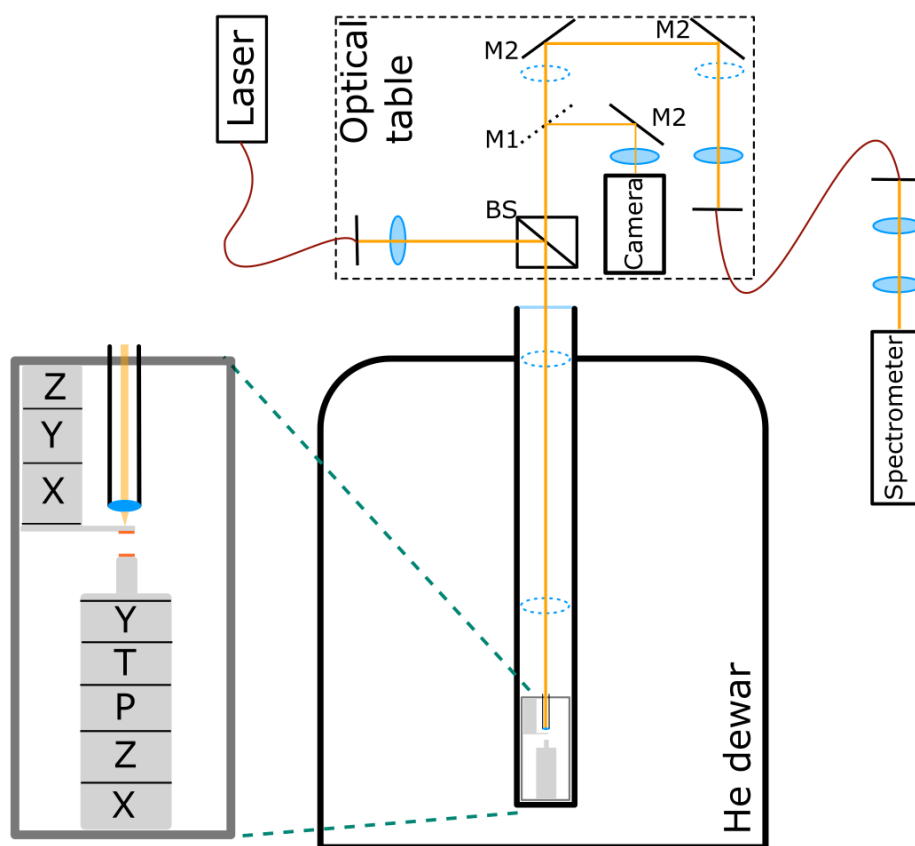 Laser
Optical
table
M2
M2
M1
M2
BS
Camera
Spectrometer
Z
Y
X
Y
T
P
Z
X
He dewar